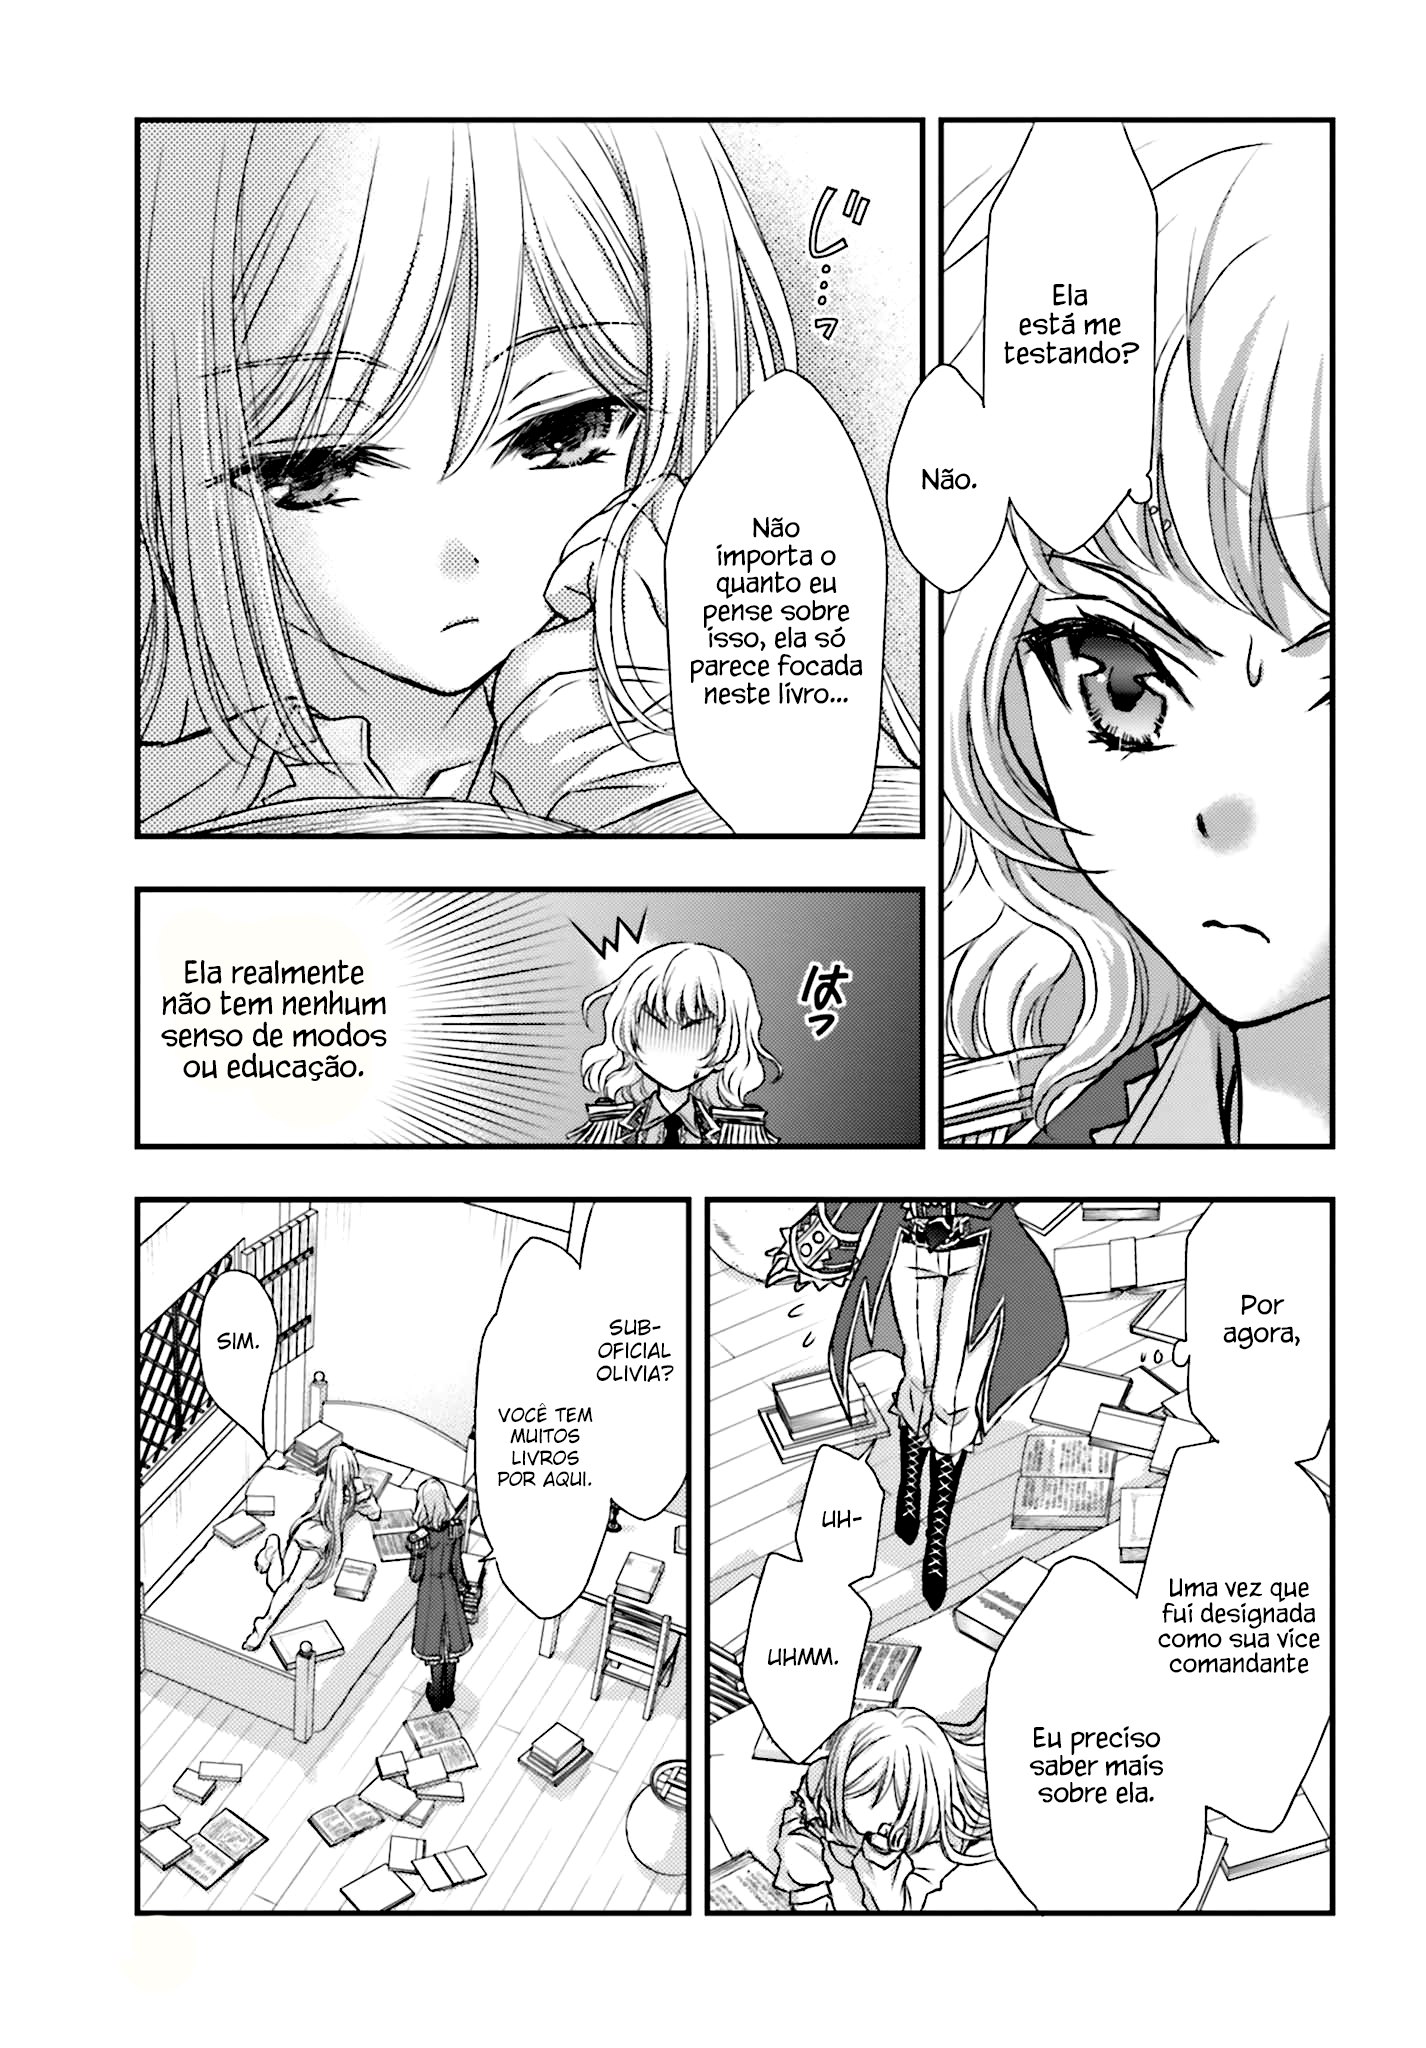 Ela
está me
testando?
Não.
じ...っ
Não
importa o
quanto eu
pense sobre
isso, ela só
parece focada
neste livro...
はっ
Ela realmente
não tem nenhum
senso de modos
ou educação.
Por
agora,
Uma vez que
fui designada
como sua vice
comandante
Eu preciso
saber mais
sobre ela.
UH-
UHMM.
SUB-
OFICIAL
OLIVIA?
VOCÊ TEM
MUITOS
LIVROS
POR AQUI.
SIM.